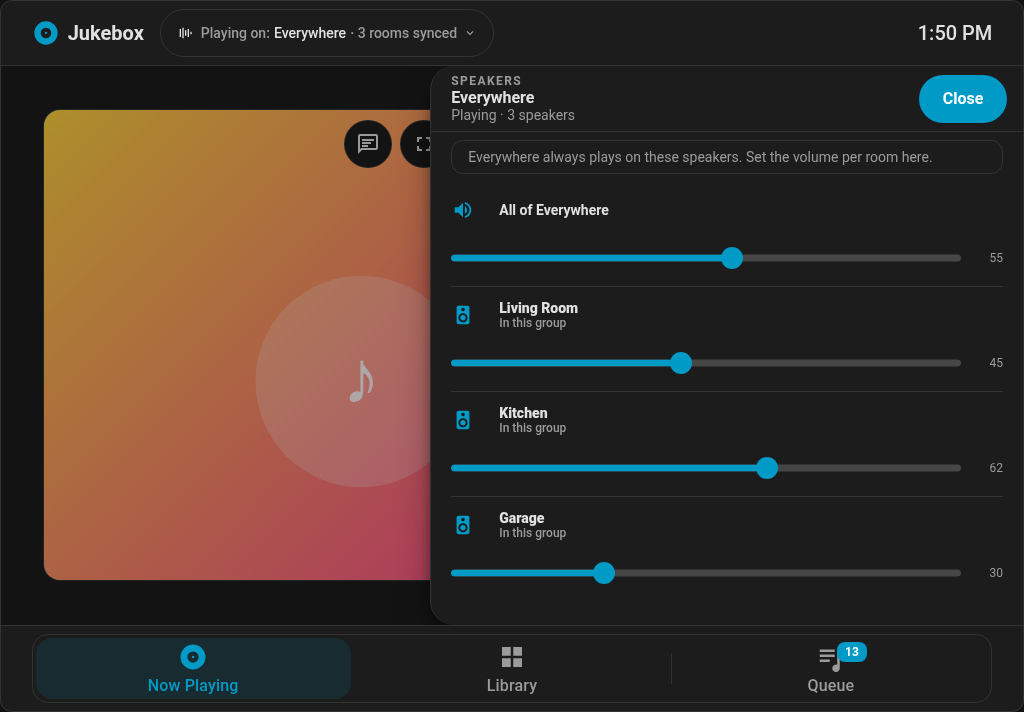 Jukebox
Playing on: Everywhere · 3 rooms synced
1:50 PM
SPEAKERS
Everywhere
Playing · 3 speakers
Close
Everywhere always plays on these speakers. Set the volume per room here.
All of Everywhere
55
Living Room
In this group
45
Kitchen
In this group
62
Garage
In this group
30
Now Playing
Library
13
Queue